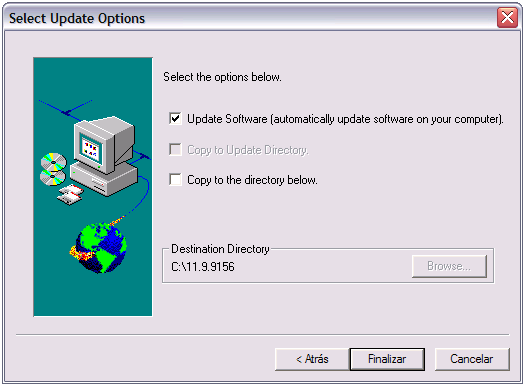 Select Update Options
Select the options below.
Update Software (automatically update software on your computer).
Copy to Update Directory.
Copy to the directory below.
Destination Directory
C:\11.9.9156
Browse...
< Atrás
Finalizar
Cancelar